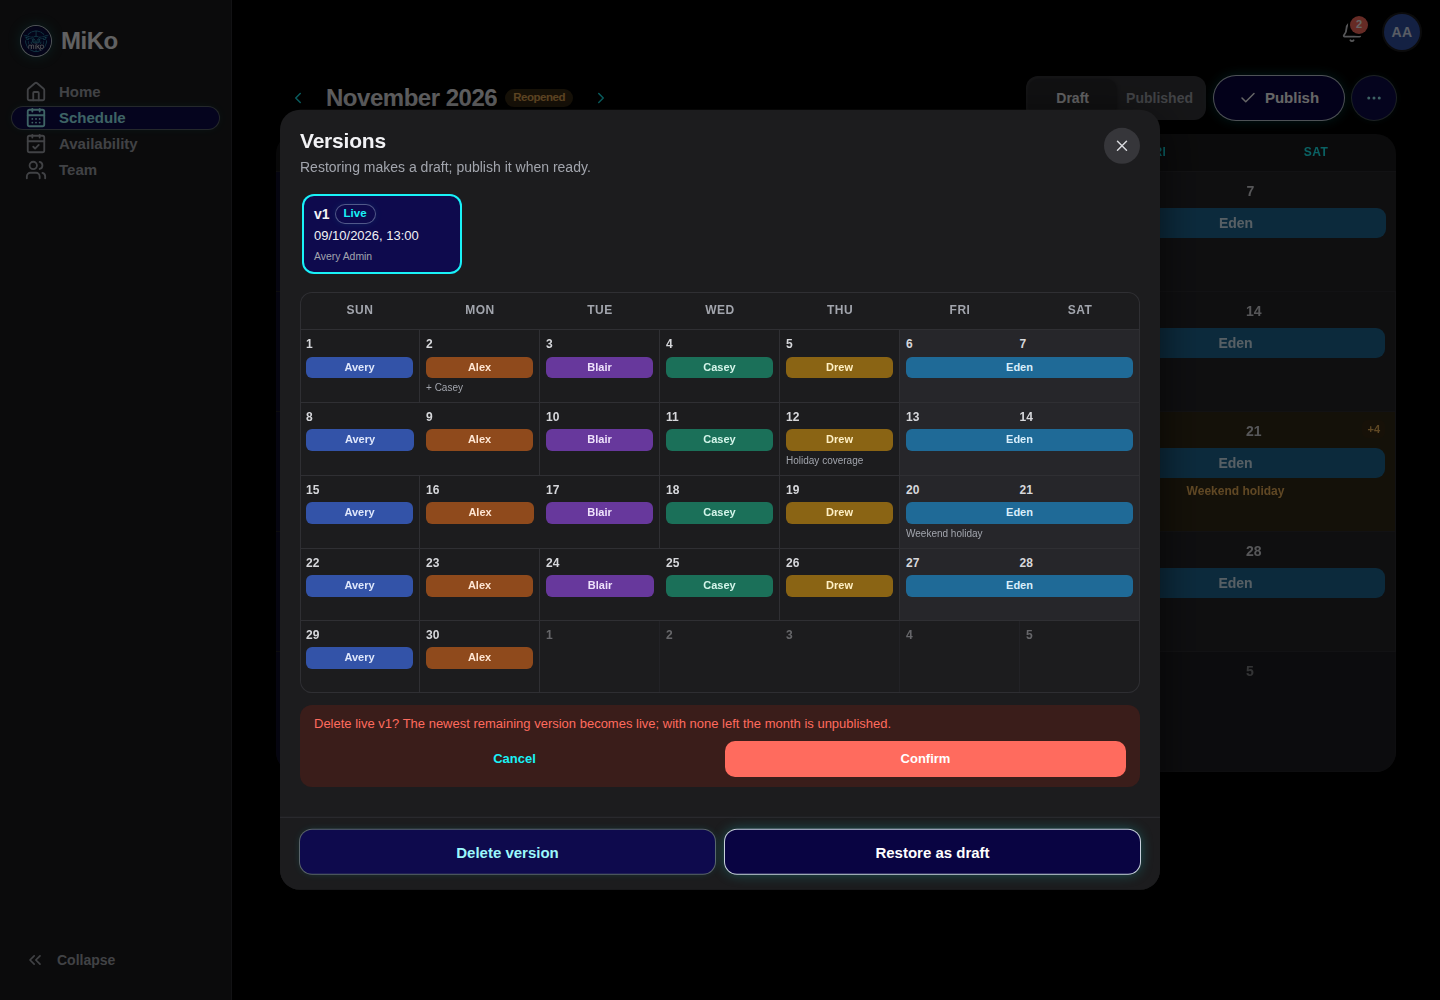 miko
MiKo
2
AA
Home
Schedule
Availability
Team
November 2026
Reopened
Draft
Published
Publish
SAT
7
Eden
14
Eden
21
+4
Eden
Weekend holiday
28
Eden
5
Versions
Restoring makes a draft; publish it when ready.
v1 Live
09/10/2026, 13:00
Avery Admin
SUN MON TUE WED THU FRI SAT
1 2 3 4 5 6 7
Avery Alex Blair Casey Drew Eden
+ Casey
8 9 10 11 12 13 14
Avery Alex Blair Casey Drew Eden
Holiday coverage
15 16 17 18 19 20 21
Avery Alex Blair Casey Drew Eden
Weekend holiday
22 23 24 25 26 27 28
Avery Alex Blair Casey Drew Eden
29 30 1 2 3 4 5
Avery Alex
Delete live v1? The newest remaining version becomes live; with none left the month is unpublished.
Cancel Confirm
Delete version Restore as draft
Collapse